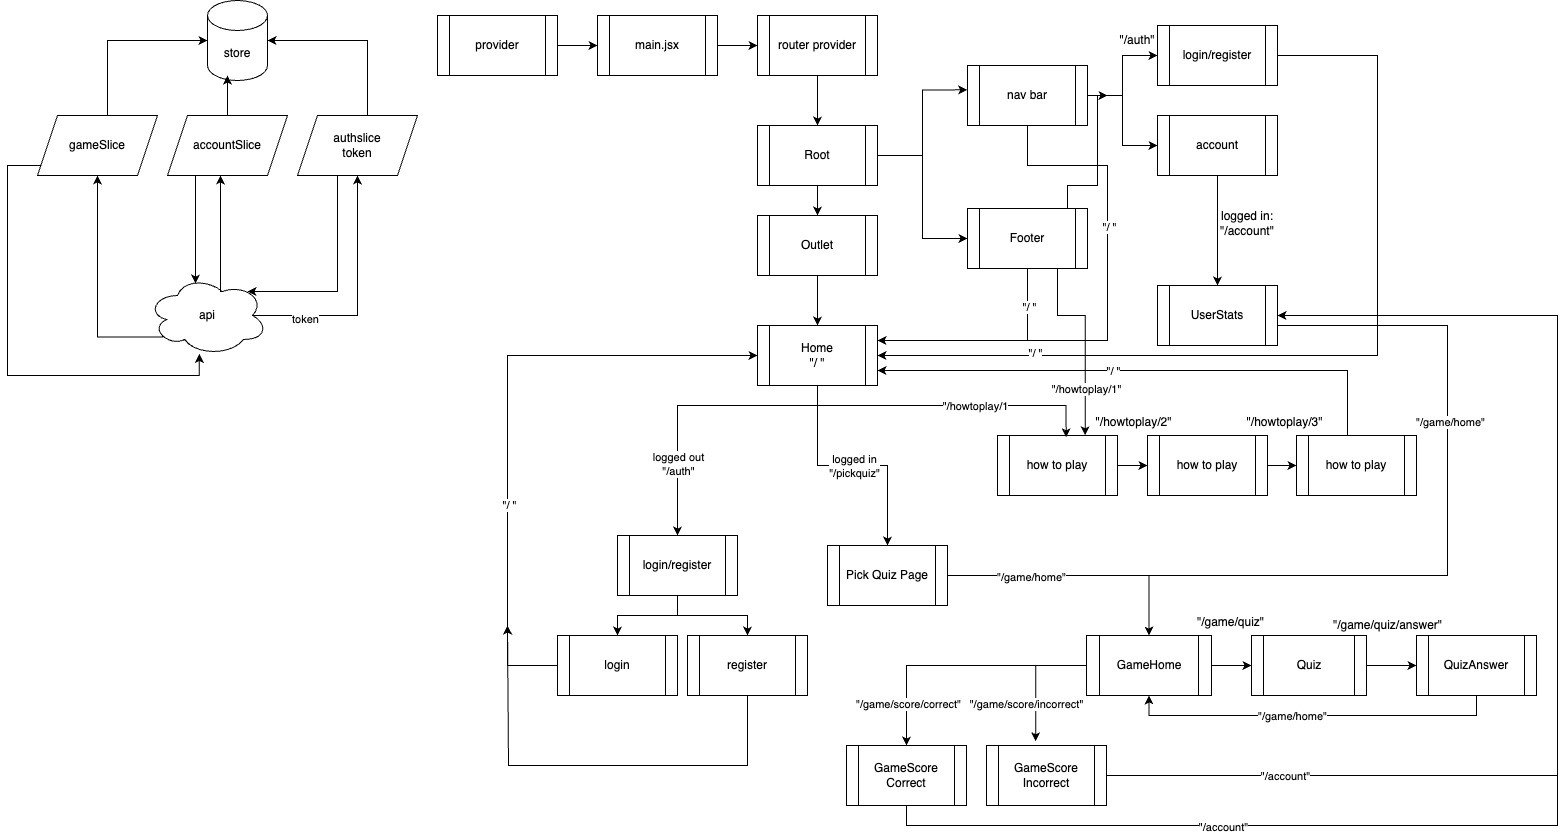 store
gameSlice
accountSlice
authslice
token
api
token
provider
main.jsx
router provider
Root
Outlet
Home
"/ "
nav bar
Footer
"/auth"
login/register
account
logged in:
"/account"
UserStats
"/ "
"/ "
"/ "
"/ "
"/howtoplay/1"
"/howtoplay/1
"/howtoplay/2"
"/howtoplay/3"
"/game/home"
how to play
how to play
how to play
logged out
"/auth"
logged in
"/pickquiz"
"/ "
login/register
Pick Quiz Page
"/game/home"
login
register
"/game/quiz"
"/game/quiz/answer"
GameHome
Quiz
QuizAnswer
"/game/score/correct"
"/game/score/incorrect"
"/game/home"
GameScore
Correct
GameScore
Incorrect
"/account"
"/account"